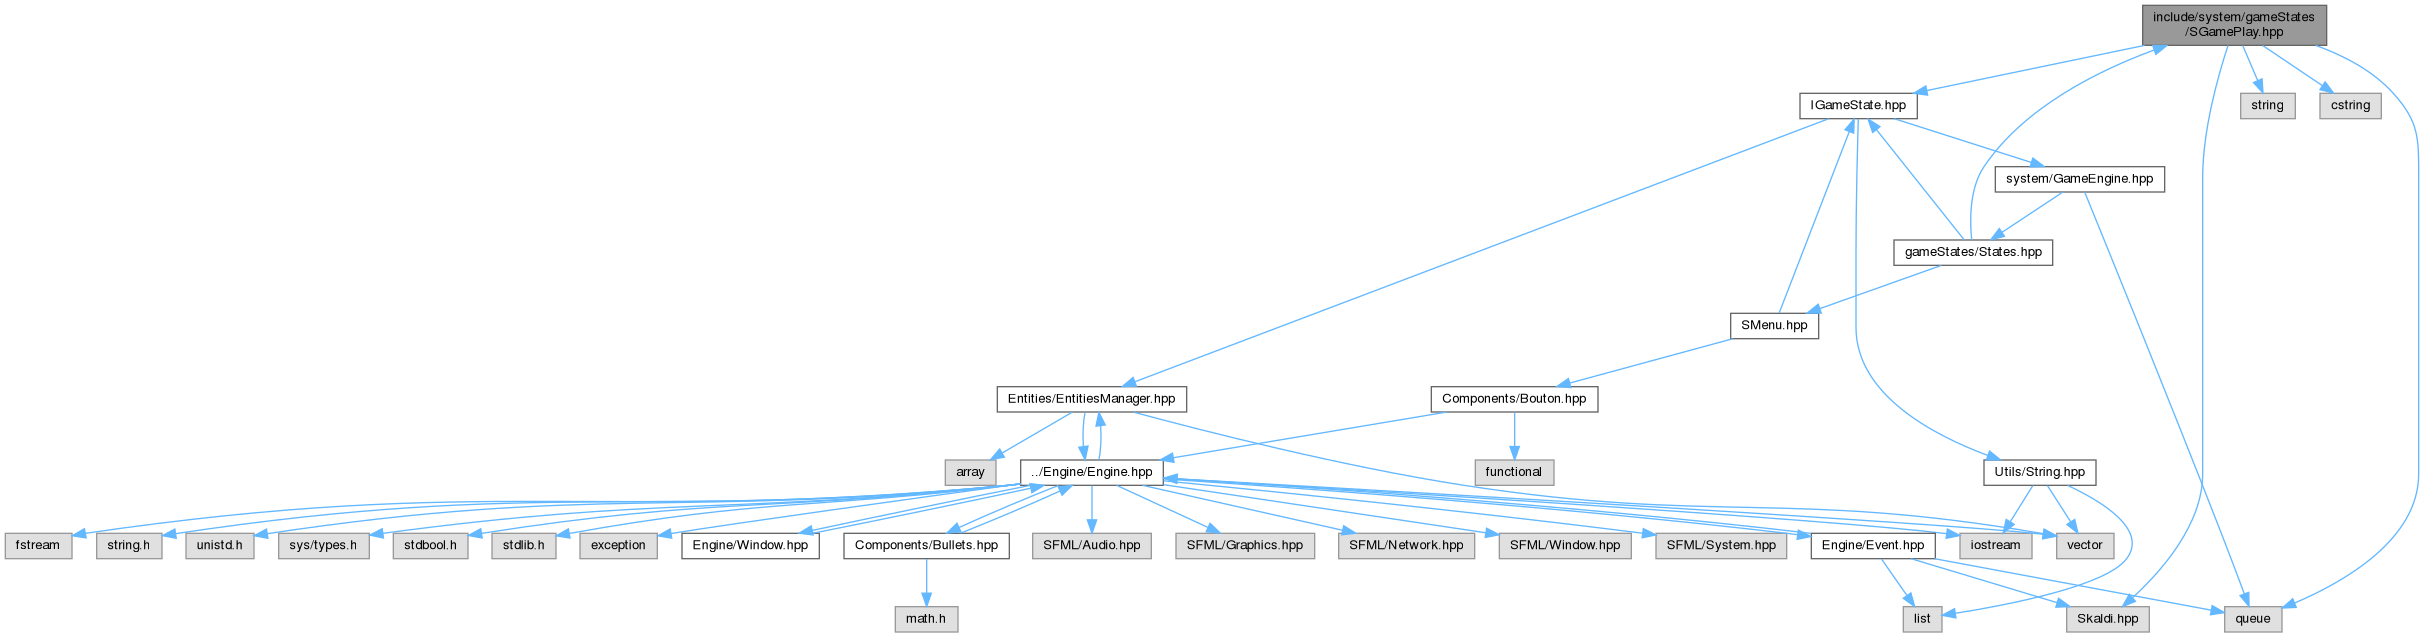 include/system/gameStates
/SGamePlay.hpp
IGameState.hpp
string
cstring
system/GameEngine.hpp
gameStates/States.hpp
SMenu.hpp
Entities/EntitiesManager.hpp
Components/Bouton.hpp
array
../Engine/Engine.hpp
functional
Utils/String.hpp
fstream
string.h
unistd.h
sys/types.h
stdbool.h
stdlib.h
exception
Engine/Window.hpp
Components/Bullets.hpp
SFML/Audio.hpp
SFML/Graphics.hpp
SFML/Network.hpp
SFML/Window.hpp
SFML/System.hpp
Engine/Event.hpp
iostream
vector
math.h
list
Skaldi.hpp
queue